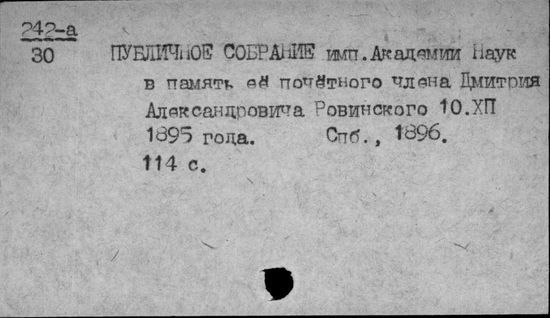 242-а
30 ПУБЛИЧНОЕ СОБРАНИЕ имп.Академии Наук
в память её почётного члена Дмитрия
Александровича Ровинского 10.ХП
1895 года. Спб., 1896.
114 с.